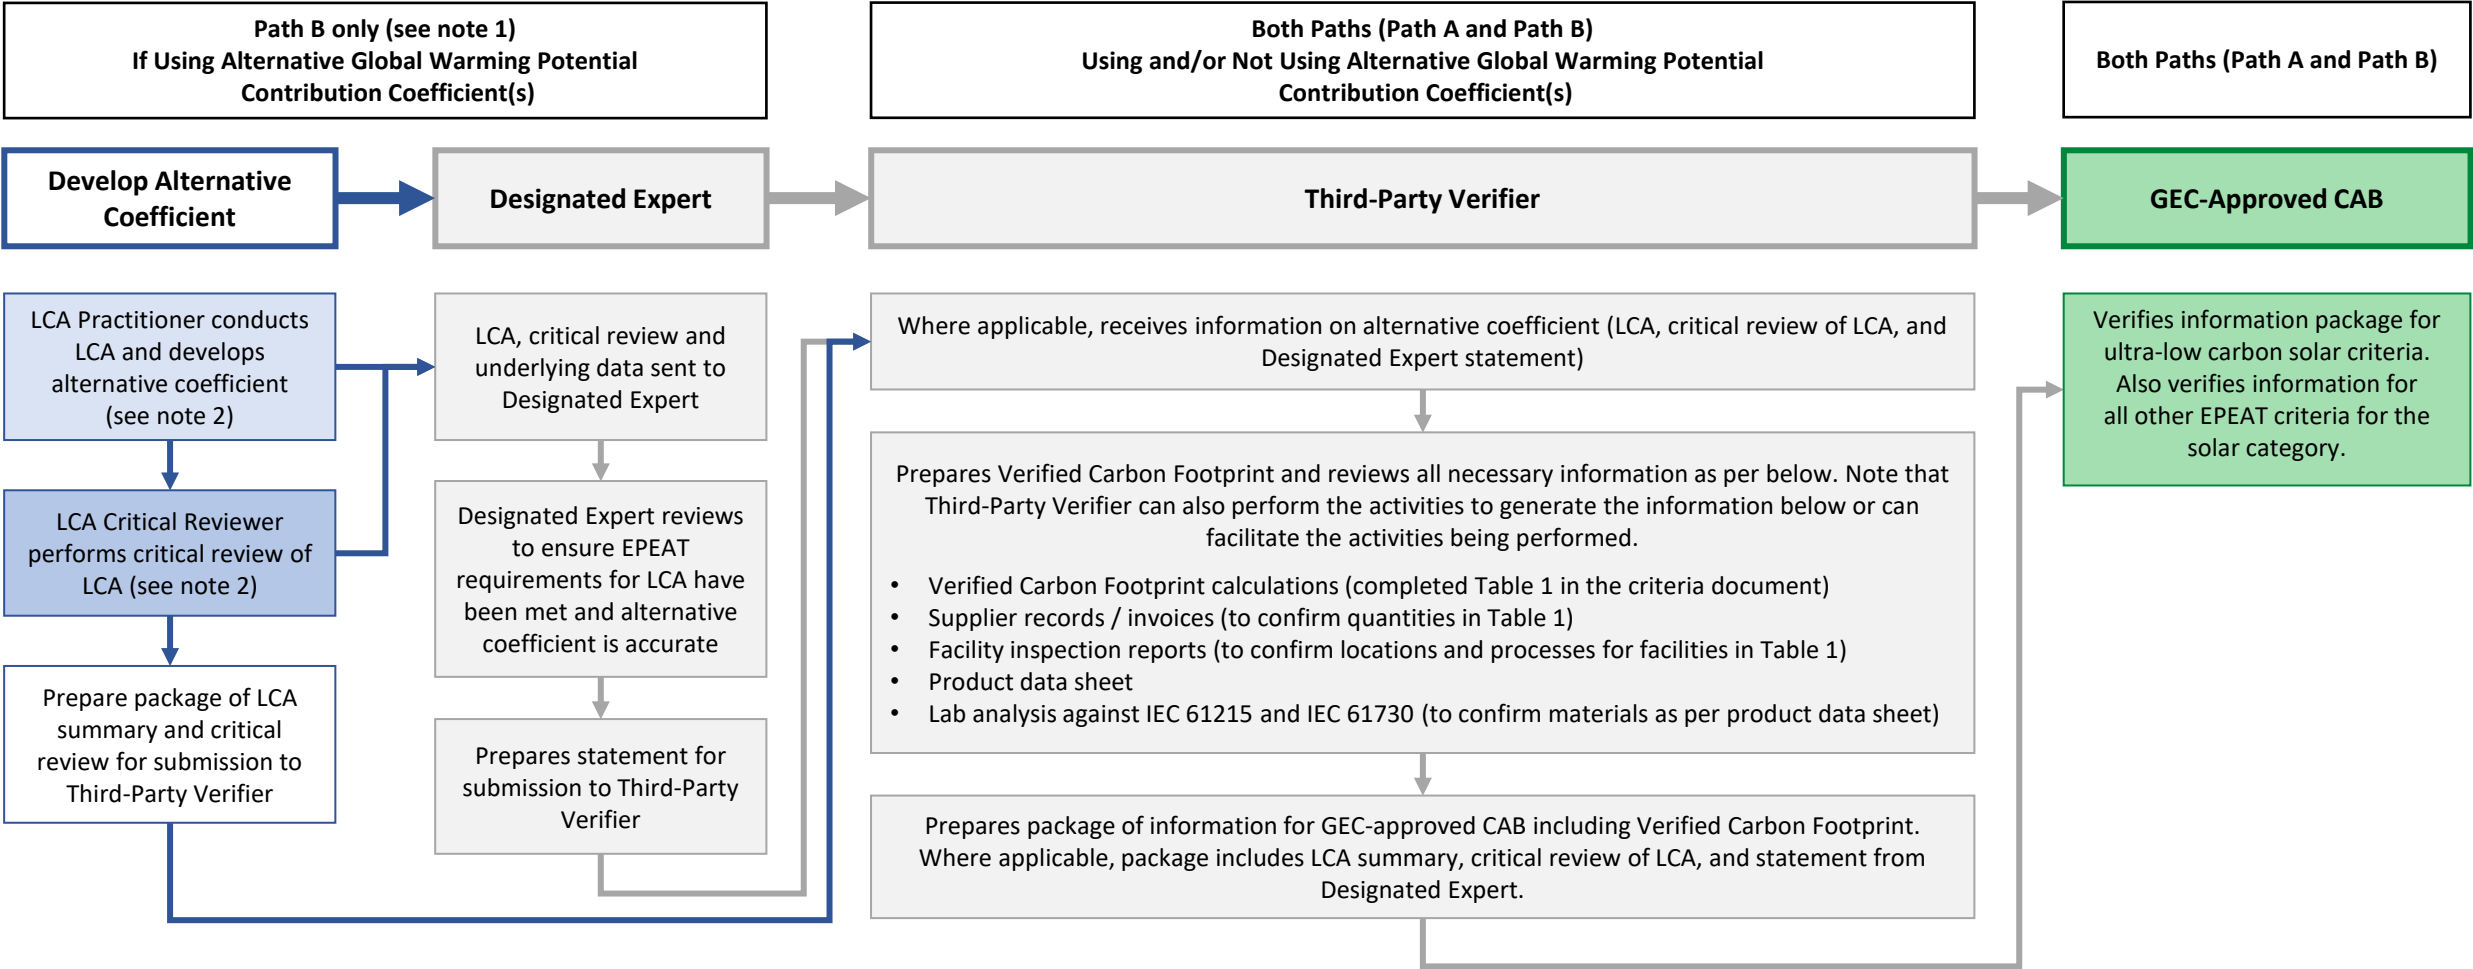 Path B only (see note 1)
If Using Alternative Global Warming Potential
Contribution Coefficient(s)
Both Paths (Path A and Path B)
Using and/or Not Using Alternative Global Warming Potential
Contribution Coefficient(s)
Both Paths (Path A and Path B)
Develop Alternative
Coefficient
Designated Expert
Third-Party Verifier
GEC-Approved CAB
LCA Practitioner conducts
LCA and develops
alternative coefficient
(see note 2)
LCA Critical Reviewer
performs critical review of
LCA (see note 2)
Prepare package of LCA
summary and critical
review for submission to
Third-Party Verifier
LCA, critical review and
underlying data sent to
Designated Expert
Designated Expert reviews
to ensure EPEAT
requirements for LCA have
been met and alternative
coefficient is accurate
Prepares statement for
submission to Third-Party
Verifier
Where applicable, receives information on alternative coefficient (LCA, critical review of LCA, and
Designated Expert statement)
Prepares Verified Carbon Footprint and reviews all necessary information as per below. Note that
Third-Party Verifier can also perform the activities to generate the information below or can
facilitate the activities being performed.
• Verified Carbon Footprint calculations (completed Table 1 in the criteria document)
• Supplier records / invoices (to confirm quantities in Table 1)
• Facility inspection reports (to confirm locations and processes for facilities in Table 1)
• Product data sheet
• Lab analysis against IEC 61215 and IEC 61730 (to confirm materials as per product data sheet)
Prepares package of information for GEC-approved CAB including Verified Carbon Footprint.
Where applicable, package includes LCA summary, critical review of LCA, and statement from
Designated Expert.
Verifies information package for
ultra-low carbon solar criteria.
Also verifies information for
all other EPEAT criteria for the
solar category.